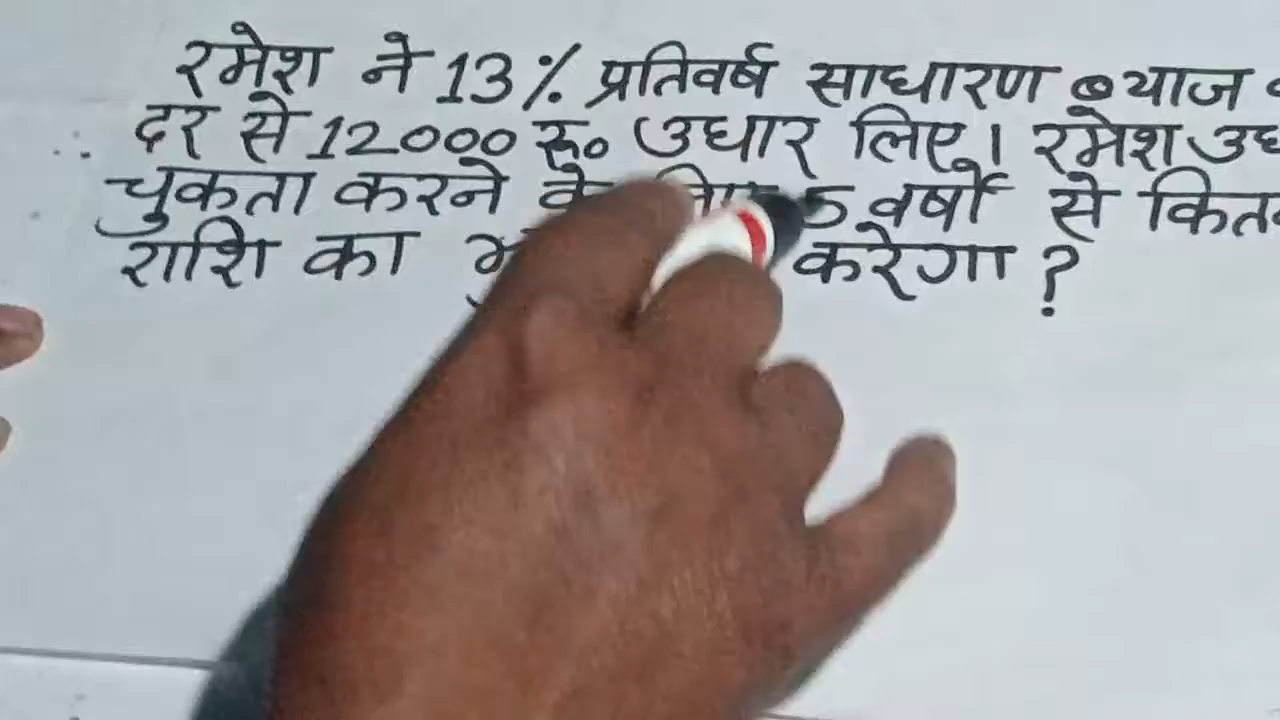 रमेश ने 13% प्रतिवर्ष साधारण ब्याज
दर से 12000 रू० उधार लिए। रमेश
चुकता करने के 5 वर्षो से
राशि का करेगा ?